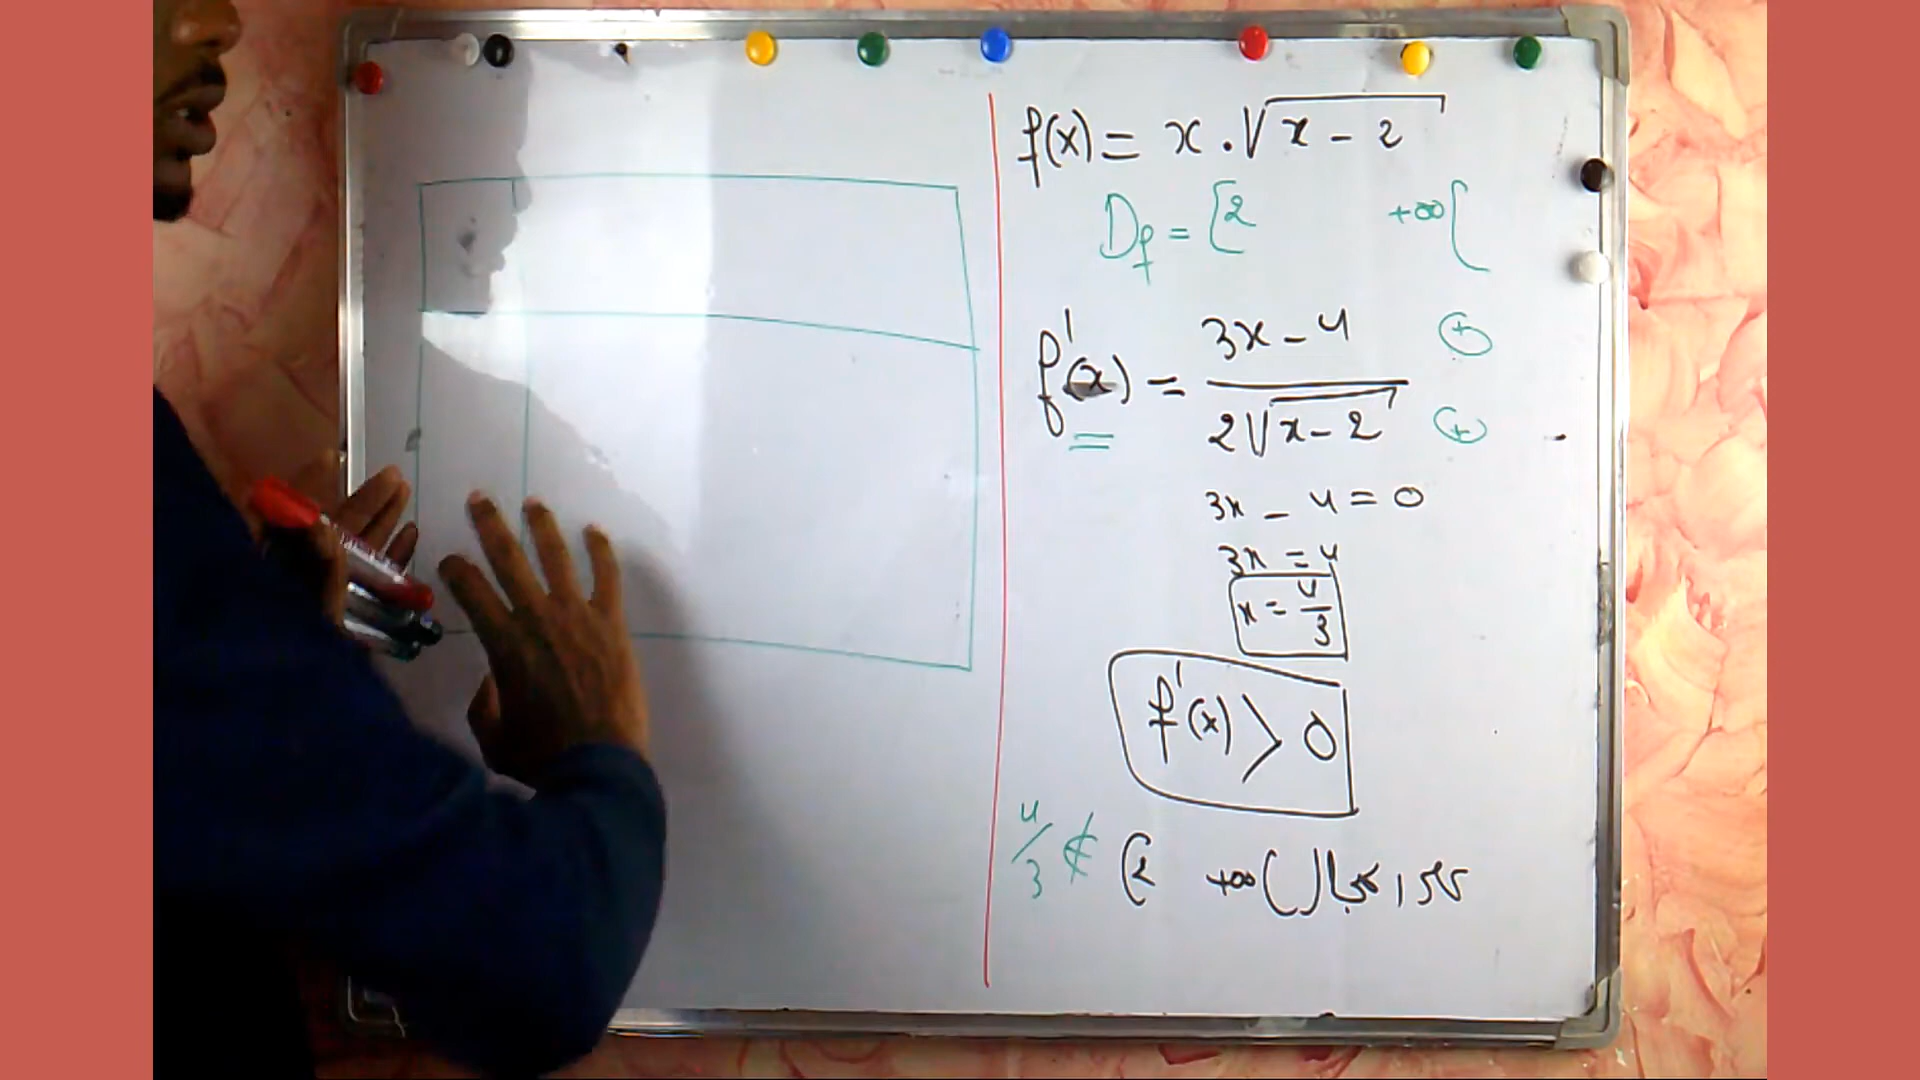 f(x) = x . √x - 2
Df = [2 +∞[
f'(x) = 3x - 4 / 2√x - 2
+
+
3x - 4 = 0
3x = 4
x = 4/3
f'(x) > 0
4/3 ∉ [2 +∞(